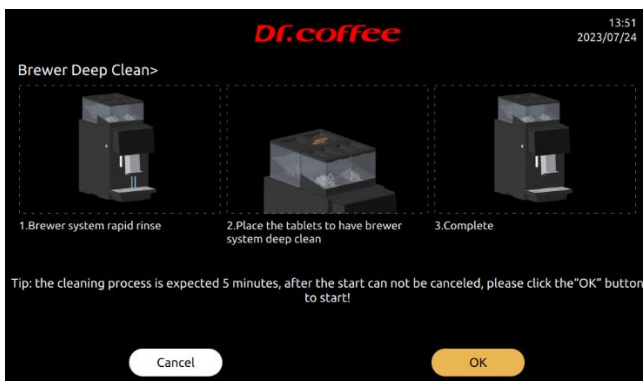 Dr.coffee
13:51
2023/07/24
Brewer Deep Clean>
1.Brewer system rapid rinse
2.Place the tablets to have brewer
system deep clean
3.Complete
Tip: the cleaning process is expected 5 minutes, after the start can not be canceled, please click the“OK” button
to start!
Cancel
OK